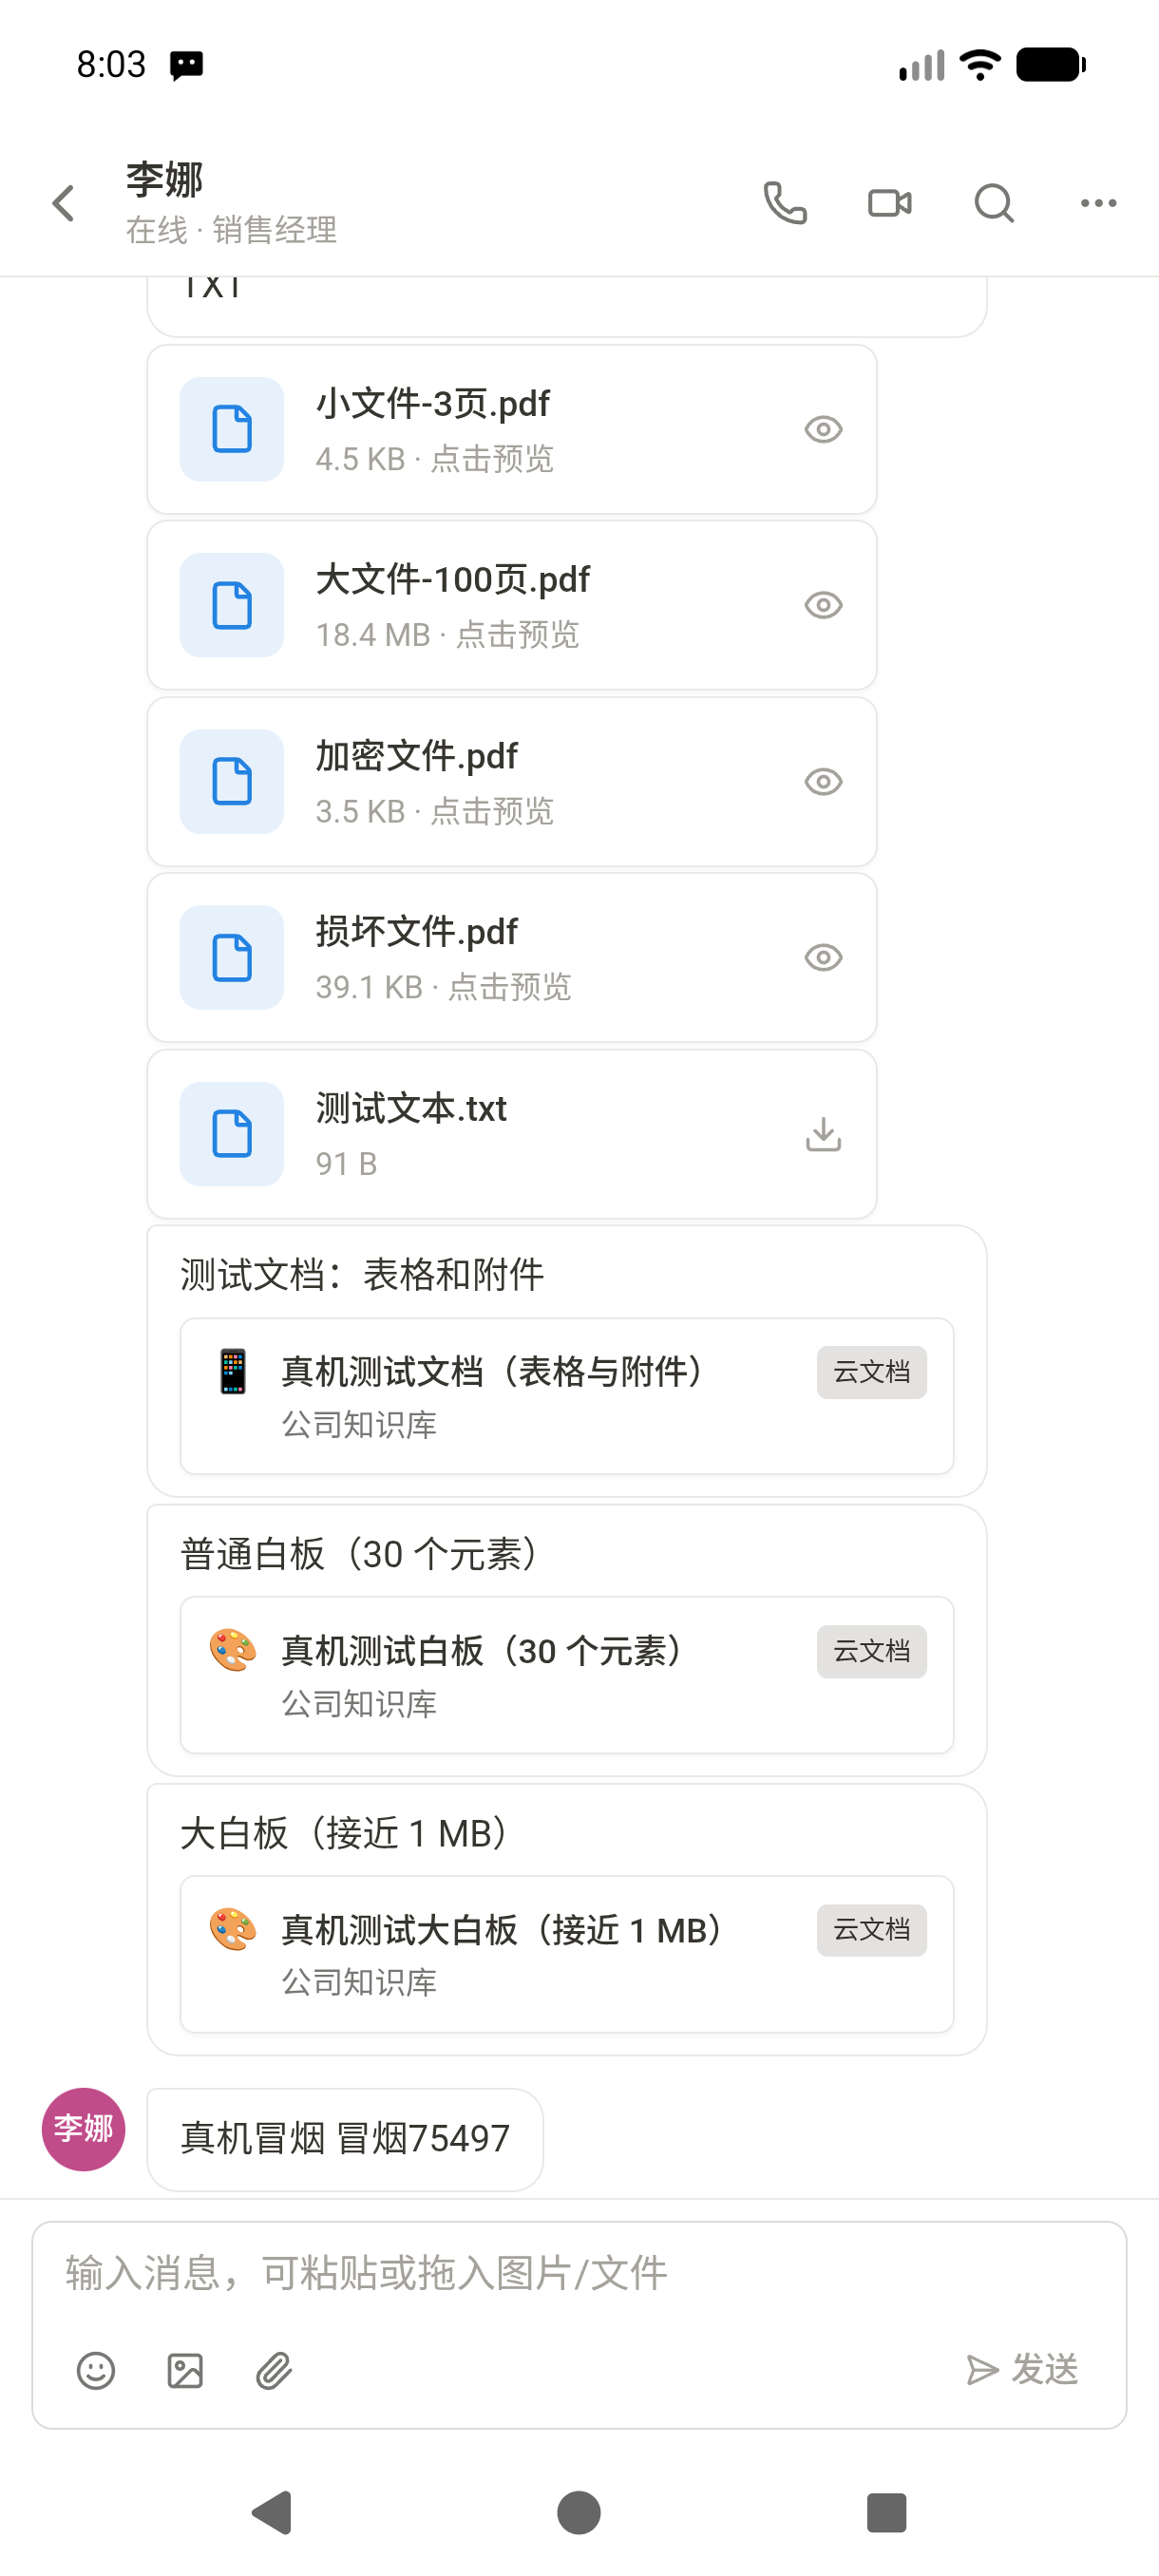 8:03
李娜
在线 · 销售经理
TXT
小文件-3页.pdf
4.5 KB · 点击预览
大文件-100页.pdf
18.4 MB · 点击预览
加密文件.pdf
3.5 KB · 点击预览
损坏文件.pdf
39.1 KB · 点击预览
测试文本.txt
91 B
测试文档：表格和附件
真机测试文档（表格与附件）
云文档
公司知识库
普通白板（30 个元素）
真机测试白板（30 个元素）
云文档
公司知识库
大白板（接近 1 MB）
真机测试大白板（接近 1 MB）
云文档
公司知识库
李娜
真机冒烟 冒烟75497
输入消息，可粘贴或拖入图片/文件
发送